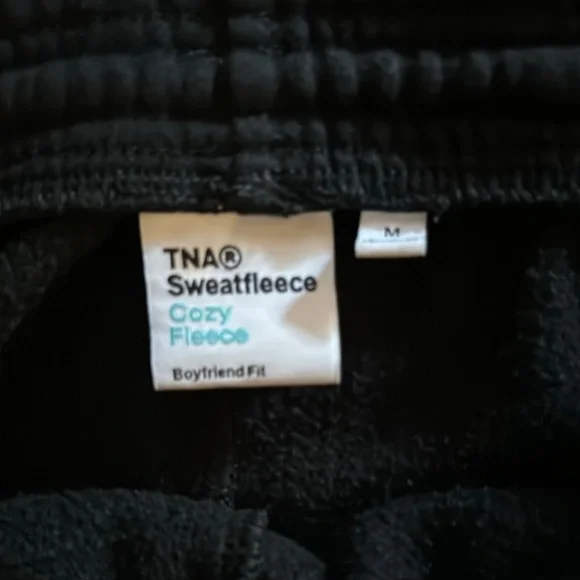 TNA®
Sweatfleece
Cozy
Fleece
Boyfriend Fit
M